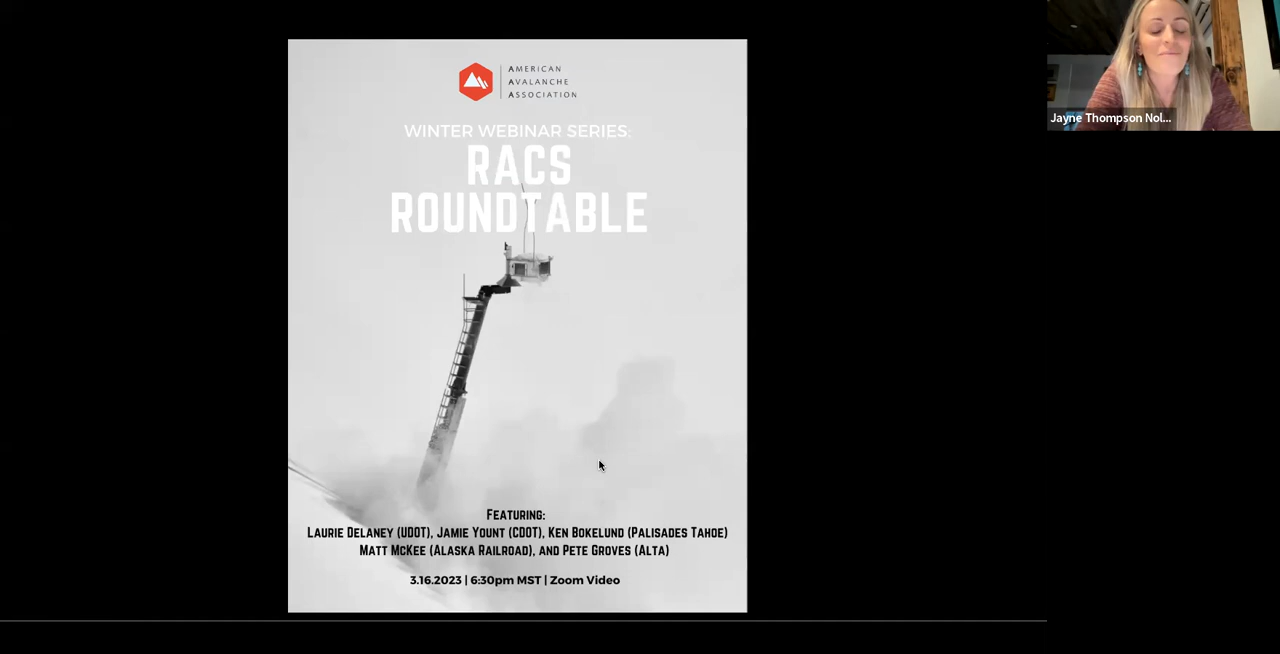 AMERICAN
AVALANCHE
ASSOCIATION
WINTER WEBINAR SERIES:
RACS
ROUNDTABLE
FEATURING:
LAURIE DELANEY (UDOT), JAMIE YOUNT (CDOT), KEN BOKELUND (PALISADES TAHOE)
MATT MCKEE (ALASKA RAILROAD), AND PETE GROVES (ALTA)
3.16.2023 | 6:30pm MST | Zoom Video
Jayne Thompson Nol...